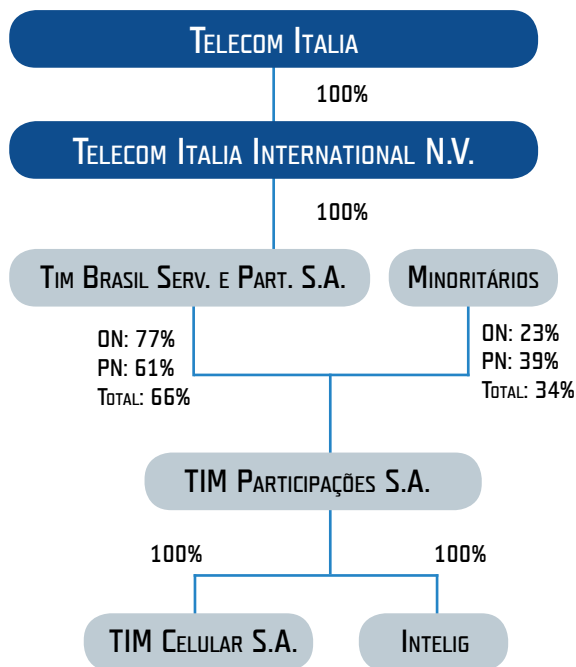 Telecom Italia
100%
Telecom Italia International N.V.
100%
Tim Brasil Serv. e Part. S.A.
Minoritários
ON: 77%
PN: 61%
Total: 66%
ON: 23%
PN: 39%
Total: 34%
TIM Participações S.A.
100%
100%
TIM Celular S.A.
Intelig